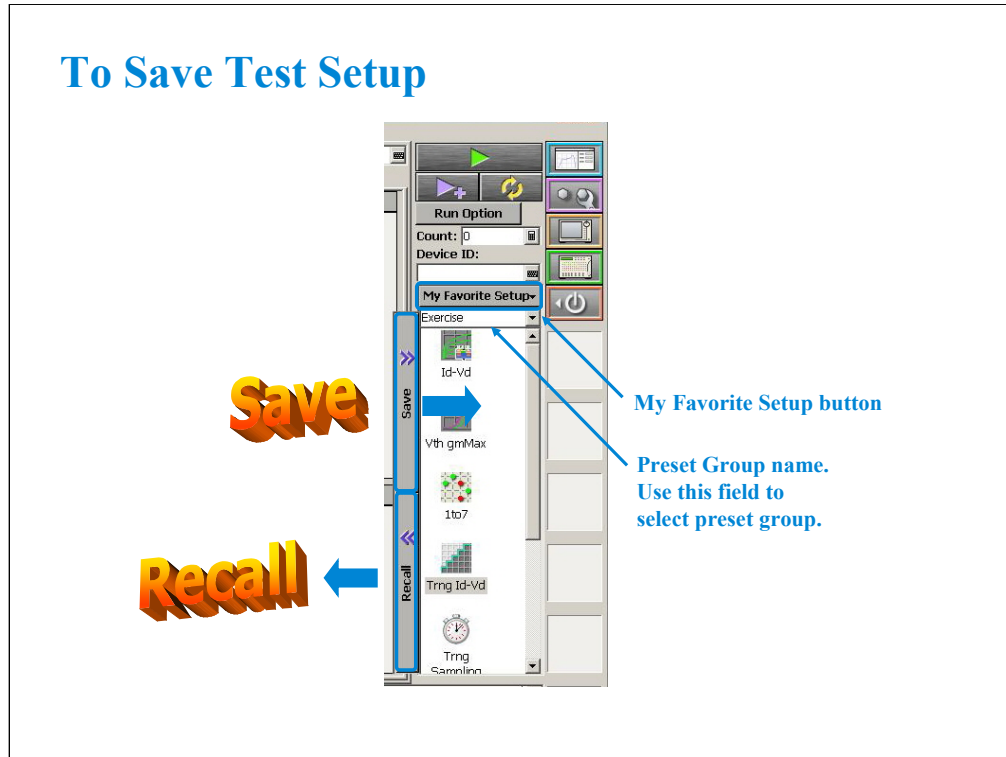 To Save Test Setup
Run Option
Count: 0
Device ID:
My Favorite Setup
Exercise
Id-Vd
Save
Save
My Favorite Setup button
Vth gmMax
Preset Group name.
Use this field to
select preset group.
1to7
Recall
Recall
Trng Id-Vd
Trng
Sampling